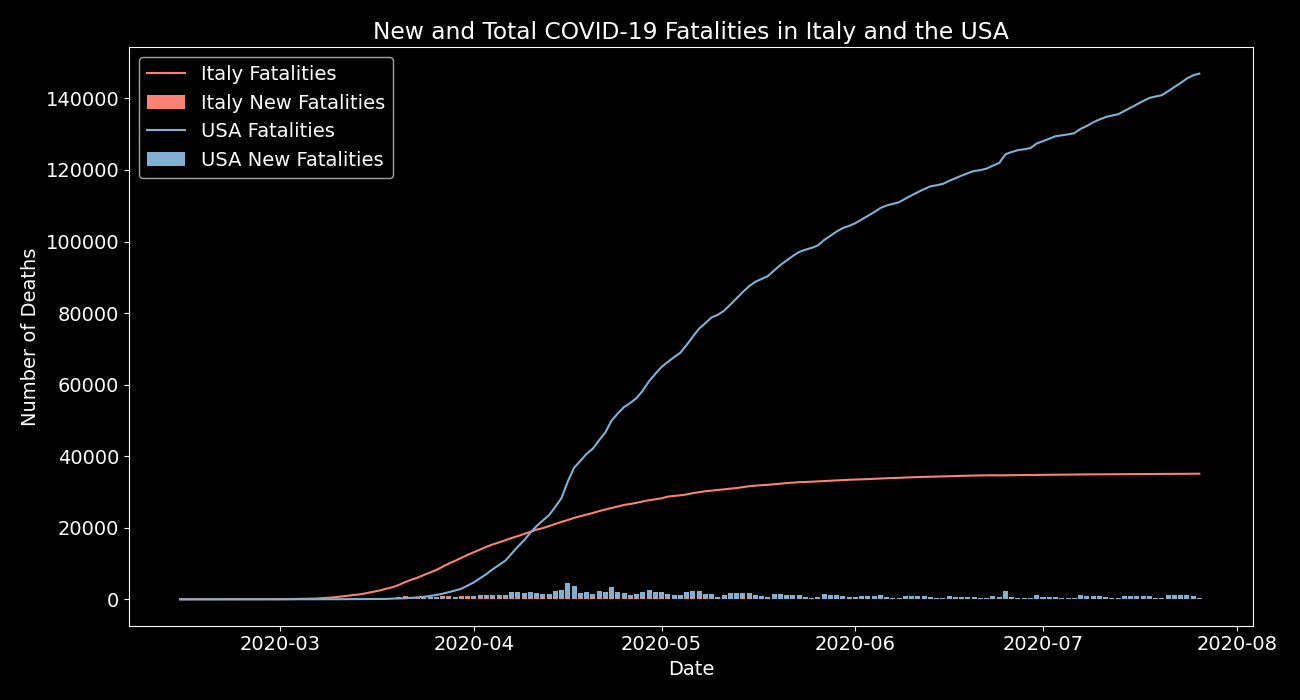 New and Total COVID-19 Fatalities in Italy and the USA
Italy Fatalities
Italy New Fatalities
USA Fatalities
USA New Fatalities
Number of Deaths
140000
120000
100000
80000
60000
40000
20000
0
2020-03
2020-04
2020-05
2020-06
2020-07
2020-08
Date